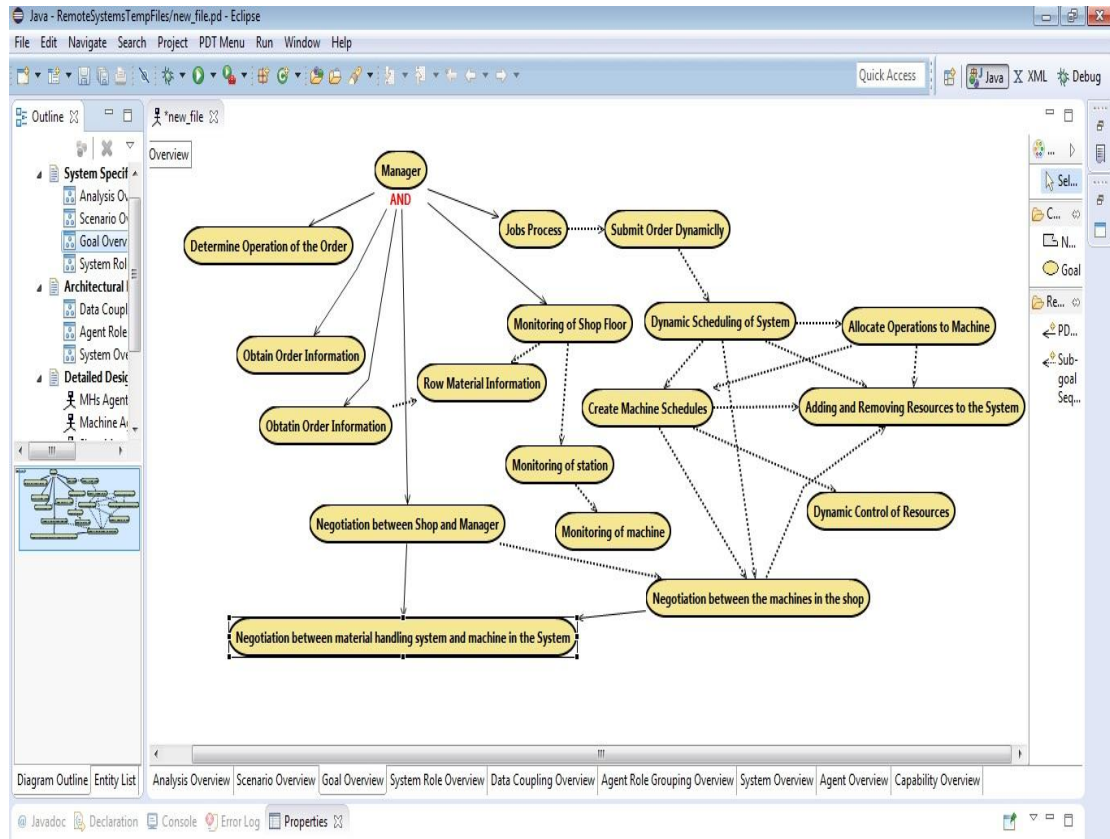 Java - RemoteSystemsTempFiles/new_file.pd - Eclipse
File Edit Navigate Search Project PDT Menu Run Window Help
Quick Access
Java
XML
Debug
Outline
*new_file
Overview
System Specif
Analysis Ov
Scenario O
Goal Overv
System Rol
Architectural
Data Coupl
Agent Role
System Ove
Detailed Desig
MHs Agent
Machine A
Manager
AND
Determine Operation of the Order
Jobs Process
Submit Order Dynamiclly
Monitoring of Shop Floor
Dynamic Scheduling of System
Allocate Operations to Machine
Obtain Order Information
Row Material Information
Obtatin Order Information
Create Machine Schedules
Adding and Removing Resources to the System
Monitoring of station
Dynamic Control of Resources
Negotiation between Shop and Manager
Monitoring of machine
Negotiation between the machines in the shop
Negotiation between material handling system and machine in the System
...
Sel...
C...
N...
Goal
Re...
PD...
Sub-
goal
Seq...
Diagram Outline Entity List
Analysis Overview Scenario Overview Goal Overview System Role Overview Data Coupling Overview Agent Role Grouping Overview System Overview Agent Overview Capability Overview
@ Javadoc Declaration Console Error Log Properties